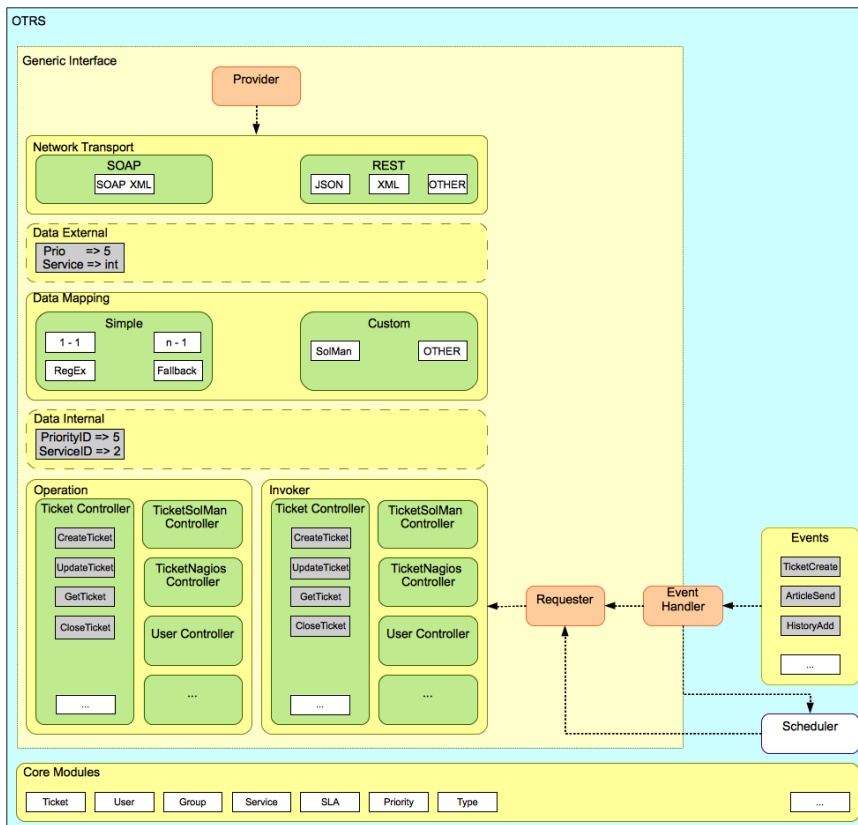 OTRS
Generic Interface
Provider
Network Transport
SOAP
SOAP XML
REST
JSON
XML
OTHER
Data External
Prio => 5
Service => int
Data Mapping
Simple
1 - 1
n - 1
RegEx
Fallback
Custom
SolMan
OTHER
Data Internal
PriorityID => 5
ServiceID => 2
Operation
Ticket Controller
CreateTicket
UpdateTicket
GetTicket
CloseTicket
...
TicketSolMan
Controller
TicketNagios
Controller
User Controller
...
Invoker
Ticket Controller
CreateTicket
UpdateTicket
GetTicket
CloseTicket
...
TicketSolMan
Controller
TicketNagios
Controller
User Controller
...
Requester
Event
Handler
Events
TicketCreate
ArticleSend
HistoryAdd
...
Scheduler
Core Modules
Ticket
User
Group
Service
SLA
Priority
Type
...